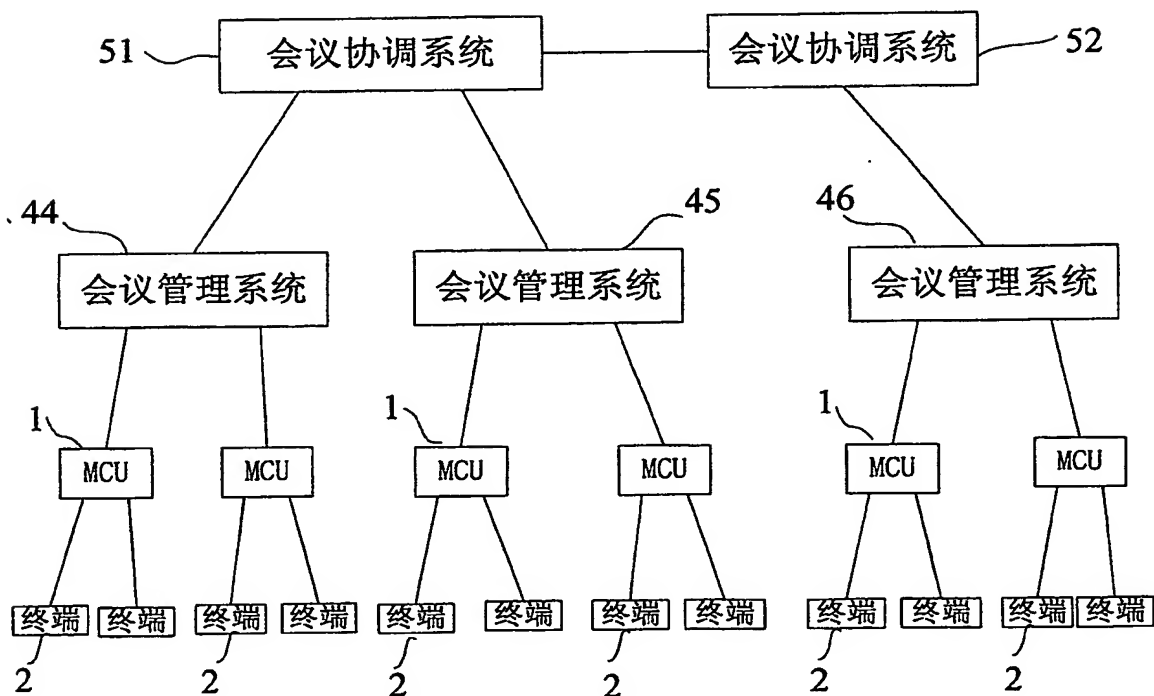 51 会议协调系统 会议协调系统 52
44 45 46
会议管理系统 会议管理系统 会议管理系统
1 1 1
MCU MCU MCU MCU MCU MCU
终端 终端 终端 终端 终端 终端 终端 终端 终端 终端 终端 终端
2 2 2 2 2 2